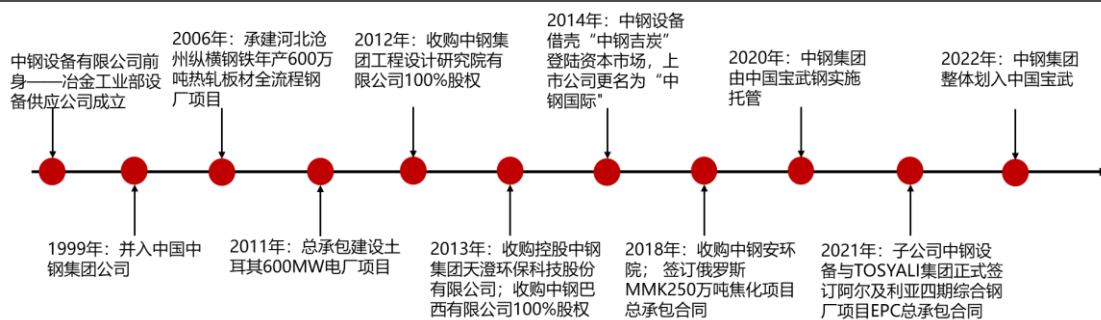 中钢设备有限公司前
身——冶金工业部设
备供应公司成立
1999年：并入中国中
钢集团公司
2006年：承建河北沧
州纵横钢铁年产600万
吨热轧板材全流程钢
厂项目
2011年：总承包建设土
耳其600MW电厂项目
2012年：收购中钢集
团工程设计研究院有
限公司100%股权
2013年：收购控股中钢
集团天澄环保科技股份
有限公司；收购中钢巴
西有限公司100%股权
2014年：中钢设备
借壳“中钢吉炭”
登陆资本市场，上
市公司更名为“中
钢国际"
2018年：收购中钢安环
院； 签订俄罗斯
MMK250万吨焦化项目
总承包合同
2020年：中钢集团
由中国宝武钢实施
托管
2021年：子公司中钢设
备与TOSYALI集团正式签
订阿尔及利亚四期综合钢
厂项目EPC总承包合同
2022年：中钢集团
整体划入中国宝武